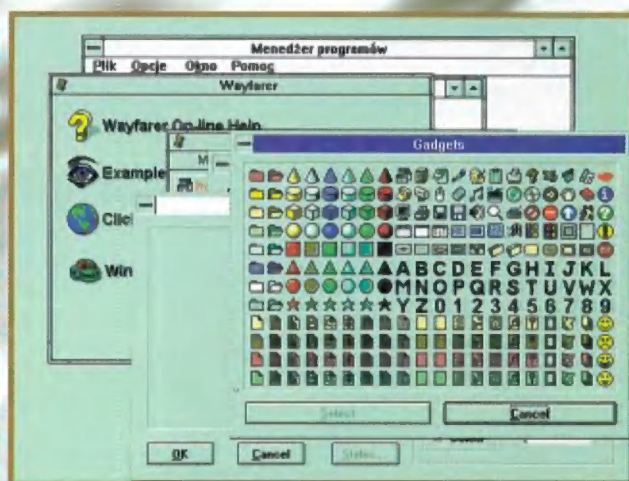 Menedżer programów
Plik Opcje Okno Pomoc
Wayfarer
Wayfarer On-line Help
Example
Clic
Win
M
Gadgets
A B C D E F G H I J K L
M N O P Q R S T U V W X
Y Z 0 1 2 3 4 5 6 7 8 9
Select
Cancel
OK
Cancel